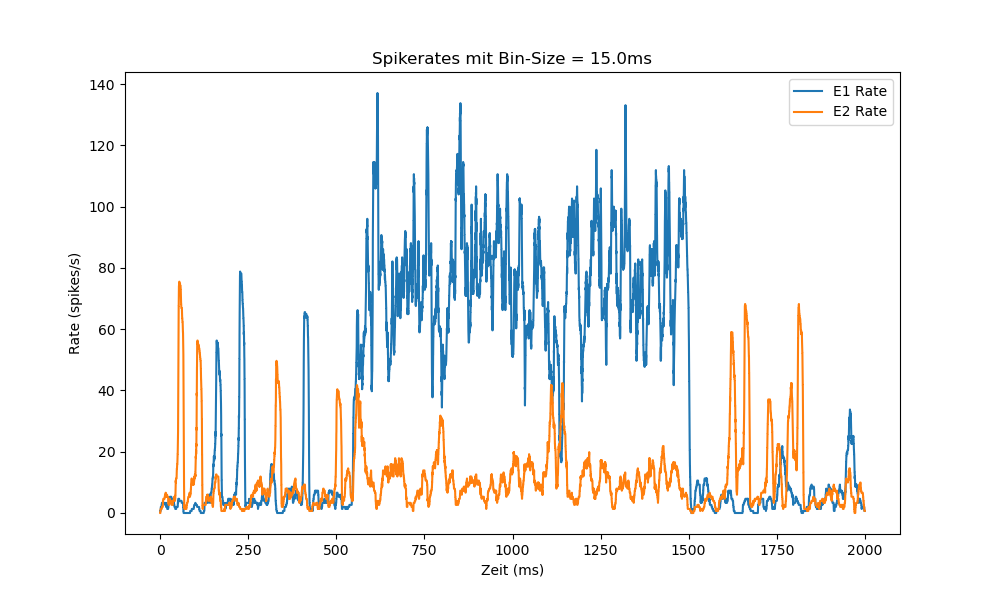 Spikerates mit Bin-Size = 15.0ms
E1 Rate
E2 Rate
Rate (spikes/s)
140
120
100
80
60
40
20
0
0 250 500 750 1000 1250 1500 1750 2000
Zeit (ms)